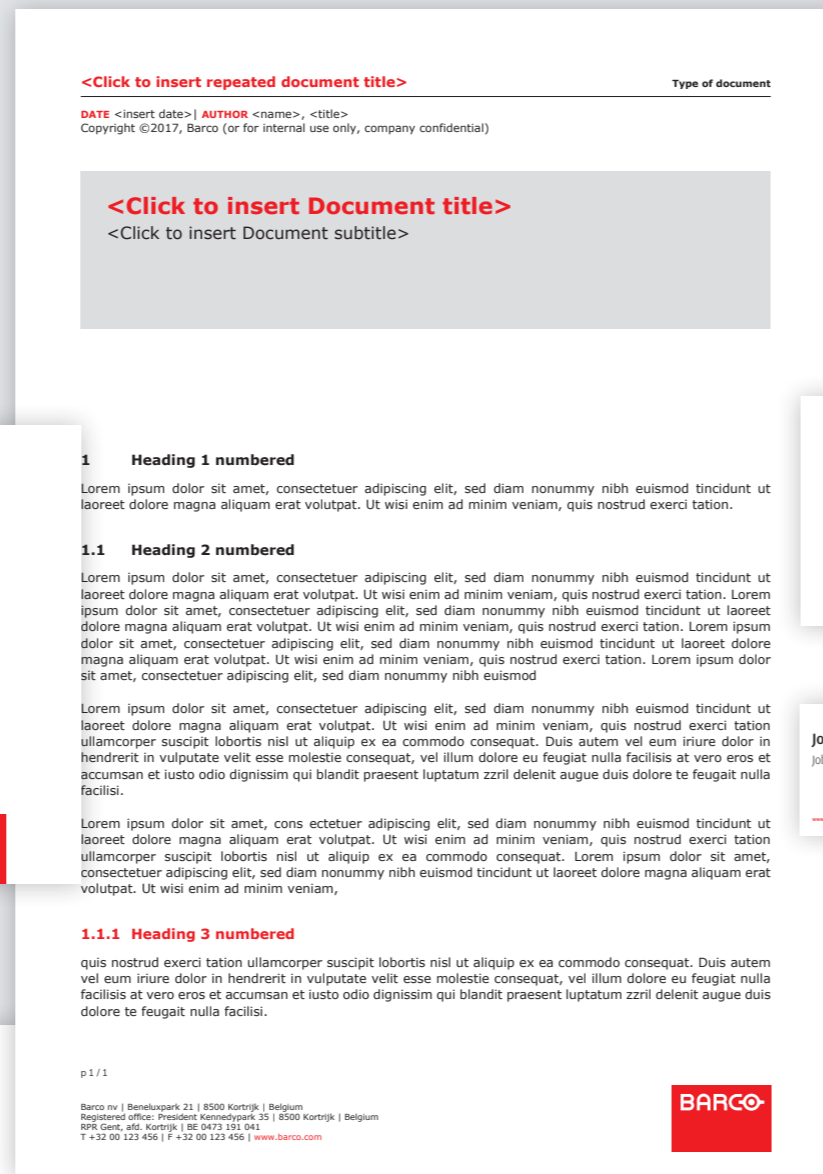 <Click to insert repeated document title>
Type of document
DATE <insert date>| AUTHOR <name>, <title>
Copyright ©2017, Barco (or for internal use only, company confidential)
<Click to insert Document title>
<Click to insert Document subtitle>
1 Heading 1 numbered
Lorem ipsum dolor sit amet, consectetuer adipiscing elit, sed diam nonummy nibh euismod tincidunt ut
laoreet dolore magna aliquam erat volutpat. Ut wisi enim ad minim veniam, quis nostrud exerci tation.
1.1 Heading 2 numbered
Lorem ipsum dolor sit amet, consectetuer adipiscing elit, sed diam nonummy nibh euismod tincidunt ut
laoreet dolore magna aliquam erat volutpat. Ut wisi enim ad minim veniam, quis nostrud exerci tation. Lorem
ipsum dolor sit amet, consectetuer adipiscing elit, sed diam nonummy nibh euismod tincidunt ut laoreet
dolore magna aliquam erat volutpat. Ut wisi enim ad minim veniam, quis nostrud exerci tation. Lorem ipsum
dolor sit amet, consectetuer adipiscing elit, sed diam nonummy nibh euismod tincidunt ut laoreet dolore
magna aliquam erat volutpat. Ut wisi enim ad minim veniam, quis nostrud exerci tation. Lorem ipsum dolor
sit amet, consectetuer adipiscing elit, sed diam nonummy nibh euismod
Lorem ipsum dolor sit amet, consectetuer adipiscing elit, sed diam nonummy nibh euismod tincidunt ut
laoreet dolore magna aliquam erat volutpat. Ut wisi enim ad minim veniam, quis nostrud exerci tation
ullamcorper suscipit lobortis nisl ut aliquip ex ea commodo consequat. Duis autem vel eum iriure dolor in
hendrerit in vulputate velit esse molestie consequat, vel illum dolore eu feugiat nulla facilisis at vero eros et
accumsan et iusto odio dignissim qui blandit praesent luptatum zzril delenit augue duis dolore te feugait nulla
facilisi.
Lorem ipsum dolor sit amet, cons ectetuer adipiscing elit, sed diam nonummy nibh euismod tincidunt ut
laoreet dolore magna aliquam erat volutpat. Ut wisi enim ad minim veniam, quis nostrud exerci tation
ullamcorper suscipit lobortis nisl ut aliquip ex ea commodo consequat. Lorem ipsum dolor sit amet,
consectetuer adipiscing elit, sed diam nonummy nibh euismod tincidunt ut laoreet dolore magna aliquam erat
volutpat. Ut wisi enim ad minim veniam,
1.1.1 Heading 3 numbered
quis nostrud exerci tation ullamcorper suscipit lobortis nisl ut aliquip ex ea commodo consequat. Duis autem
vel eum iriure dolor in hendrerit in vulputate velit esse molestie consequat, vel illum dolore eu feugiat nulla
facilisis at vero eros et accumsan et iusto odio dignissim qui blandit praesent luptatum zzril delenit augue duis
dolore te feugait nulla facilisi.
p 1 / 1
Barco nv | Beneluxpark 21 | 8500 Kortrijk | Belgium
Registered office: President Kennedypark 35 | 8500 Kortrijk | Belgium
RPR Gent, afd. Kortrijk | BE 0473 191 041
T +32 00 123 456 | F +32 00 123 456 | www.barco.com
BARCO